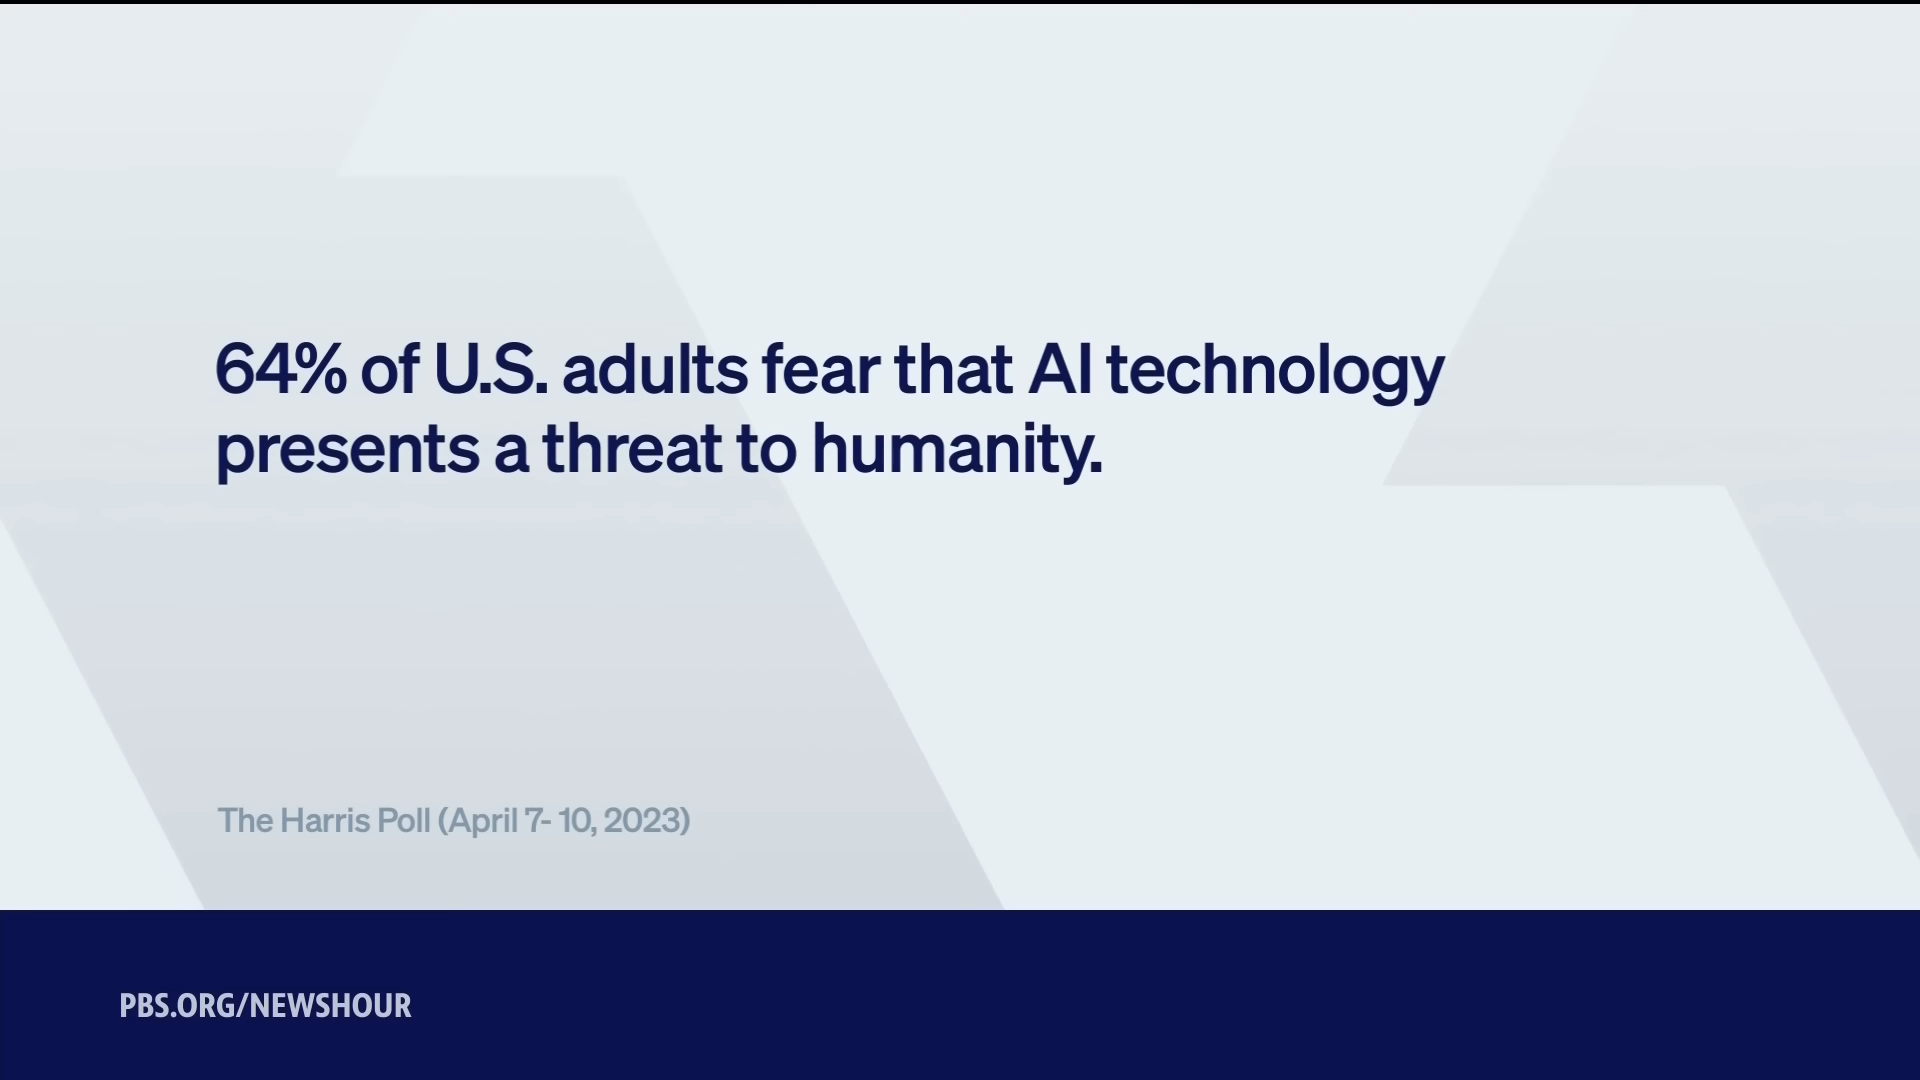 64% of U.S. adults fear that AI technology
presents a threat to humanity.
The Harris Poll (April 7- 10, 2023)
PBS.ORG/NEWSHOUR